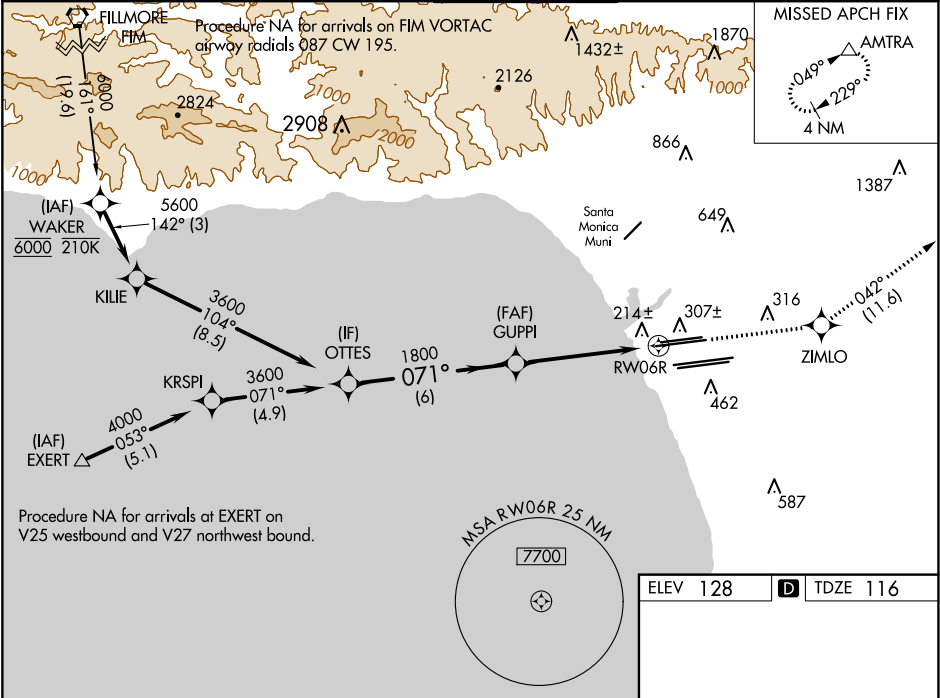 FILLMORE
FIM
Procedure NA for arrivals on FIM VORTAC
airway radials 087 CW 195.
1432±
1870
MISSED APCH FIX
AMTRA
049°
229°
4 NM
6000
161°
(19.6)
2824
2908
2126
1000
2000
1000
1000
866
1387
649
(IAF)
WAKER
6000 210K
5600
142° (3)
Santa
Monica
Muni
KILIE
3600
104°
(8.5)
(IF)
OTTES
(FAF)
GUPPI
214±
307±
316
042°
(11.6)
ZIMLO
RW06R
1800
071°
(6)
KRSPI
3600
071°
(4.9)
462
4000
053°
(5.1)
(IAF)
EXERT
587
Procedure NA for arrivals at EXERT on
V25 westbound and V27 northwest bound.
MSA RW06R 25 NM
7700
ELEV 128 D TDZE 116